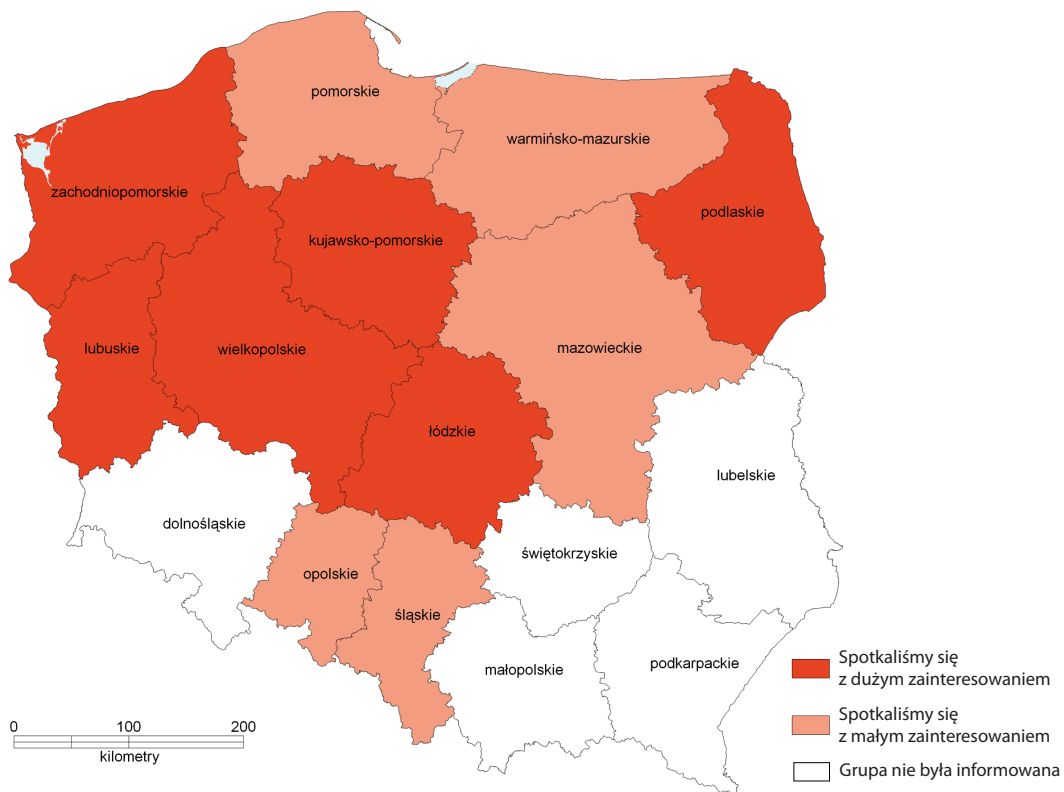 pomorskie
warmińsko-mazurskie
zachodniopomorskie
podlaskie
kujawsko-pomorskie
lubuskie
wielkopolskie
mazowieckie
łódzkie
lubelskie
dolnośląskie
świętokrzyskie
opolskie
śląskie
małopolskie
podkarpackie
Spotkaliśmy się
z dużym zainteresowaniem
Spotkaliśmy się
z małym zainteresowaniem
Grupa nie była informowana
0 100 200
kilometry